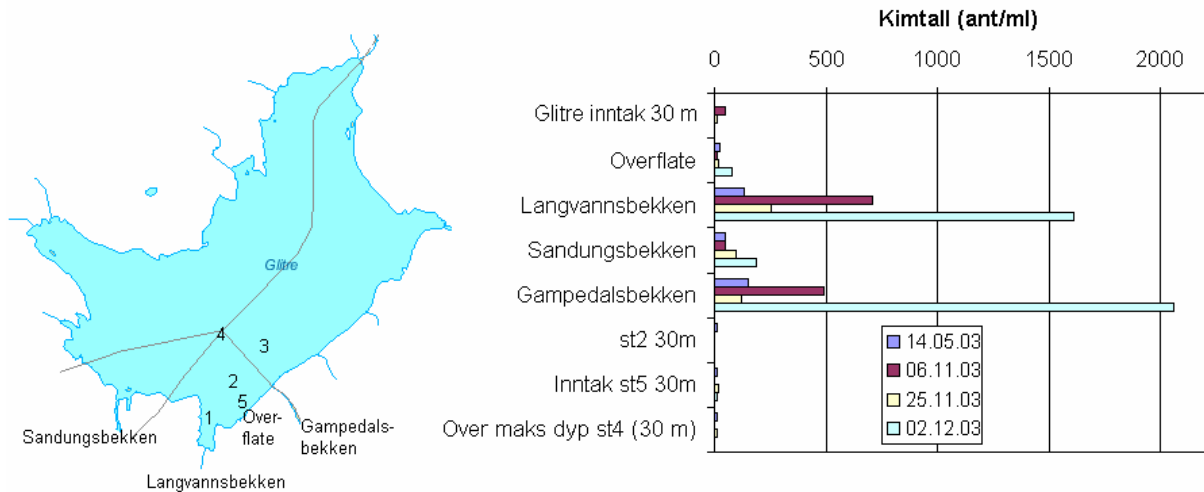 Glitre
4
3
2
5
1
Over-
flate
Sandungsbekken
Gampedals-
bekken
Langvannsbekken
Kimtall (ant/ml)
0 500 1000 1500 2000
Glitre inntak 30 m
Overflate
Langvannsbekken
Sandungsbekken
Gampedalsbekken
st2 30m
Inntak st5 30m
Over maks dyp st4 (30 m)
14.05.03
06.11.03
25.11.03
02.12.03